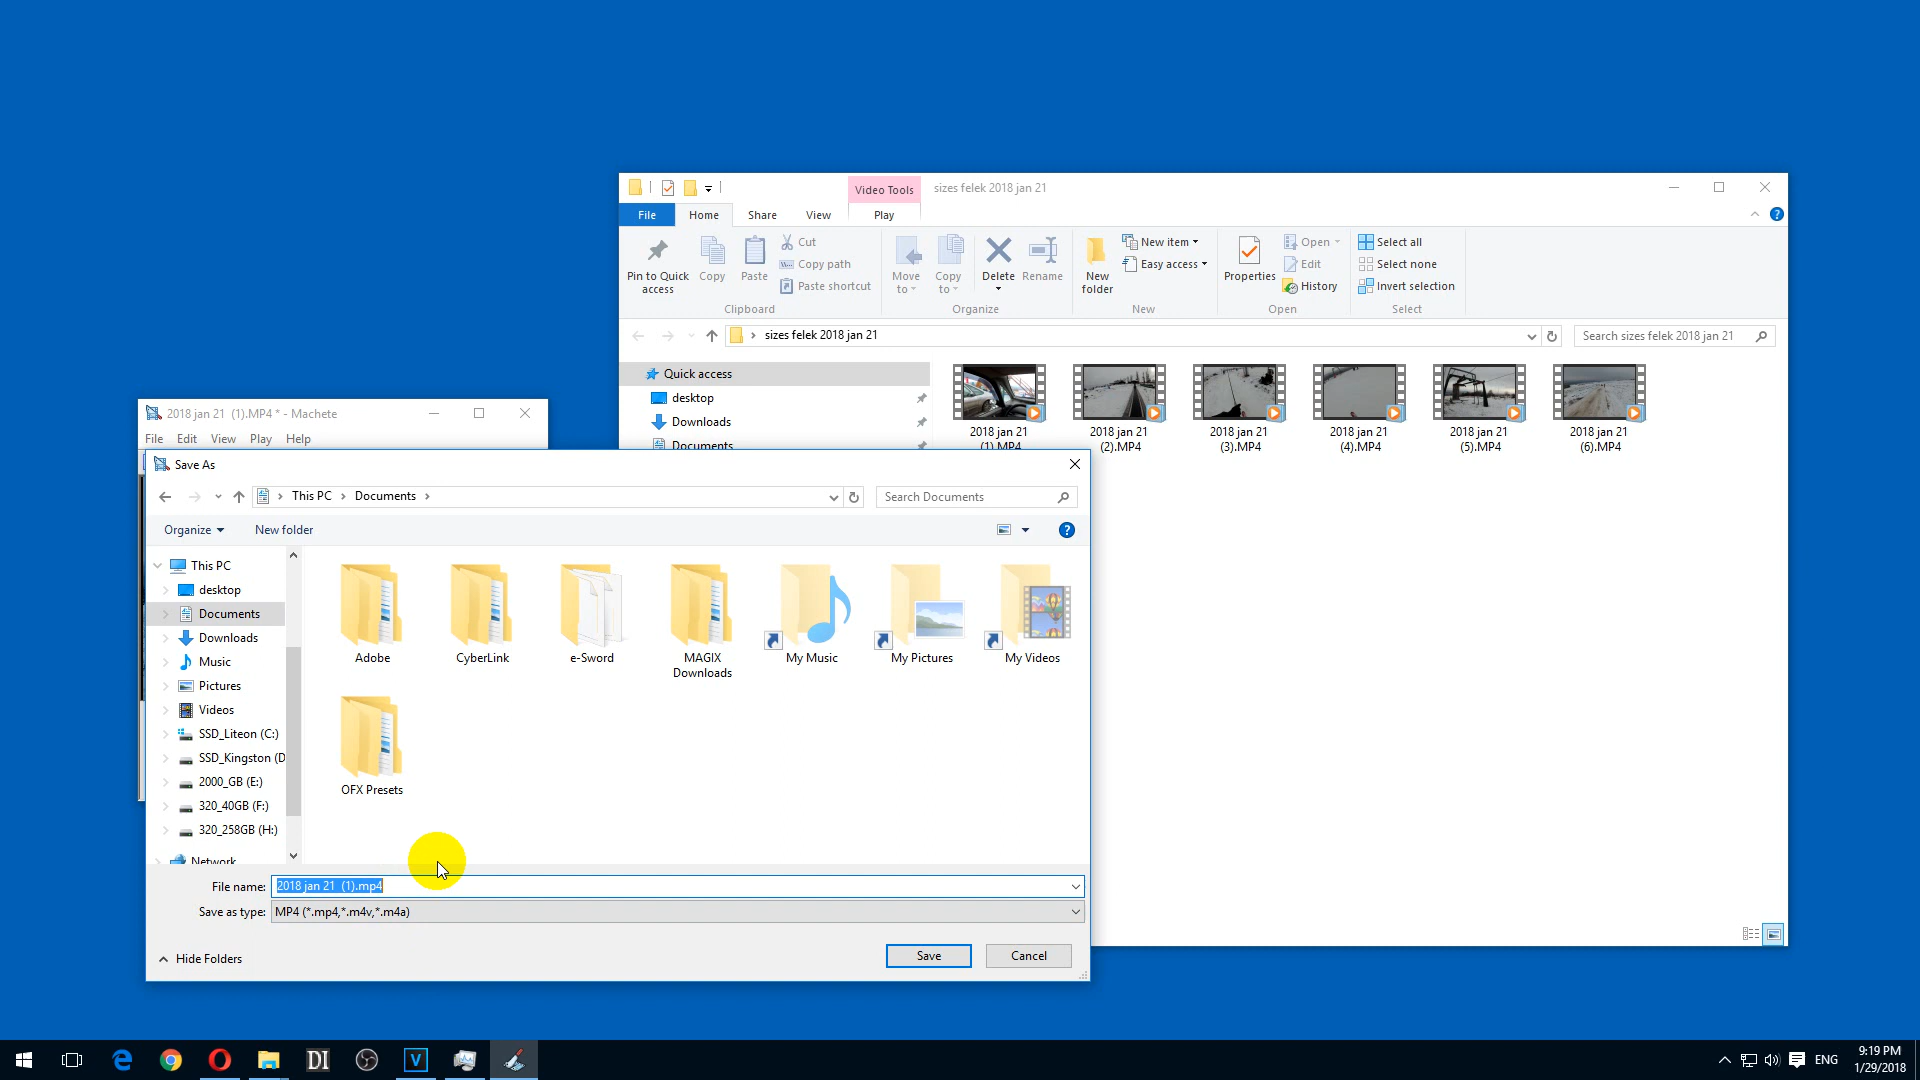 Video Tools
sizes felek 2018 jan 21
File
Home
Share
View
Play
Pin to Quick access
Copy
Paste
Cut
Copy path
Paste shortcut
Clipboard
Move to
Copy to
Delete
Rename
Organize
New folder
New item
Easy access
New
Properties
Open
Edit
History
Open
Select all
Select none
Invert selection
Select
sizes felek 2018 jan 21
Search sizes felek 2018 jan 21
Quick access
desktop
Downloads
Documents
2018 jan 21 (1).MP4
2018 jan 21 (2).MP4
2018 jan 21 (3).MP4
2018 jan 21 (4).MP4
2018 jan 21 (5).MP4
2018 jan 21 (6).MP4
2018 jan 21  (1).MP4 * - Machete
File Edit View Play Help
Save As
This PC > Documents >
Search Documents
Organize
New folder
This PC
desktop
Documents
Downloads
Music
Pictures
Videos
SSD_Liteon (C:)
SSD_Kingston (D
2000_GB (E:)
320_40GB (F:)
320_258GB (H:)
Network
Adobe
CyberLink
e-Sword
MAGIX Downloads
My Music
My Pictures
My Videos
OFX Presets
File name: 2018 jan 21  (1).mp4
Save as type: MP4 (*.mp4,*.m4v,*.m4a)
Hide Folders
Save
Cancel
DI
V
ENG
9:19 PM
1/29/2018